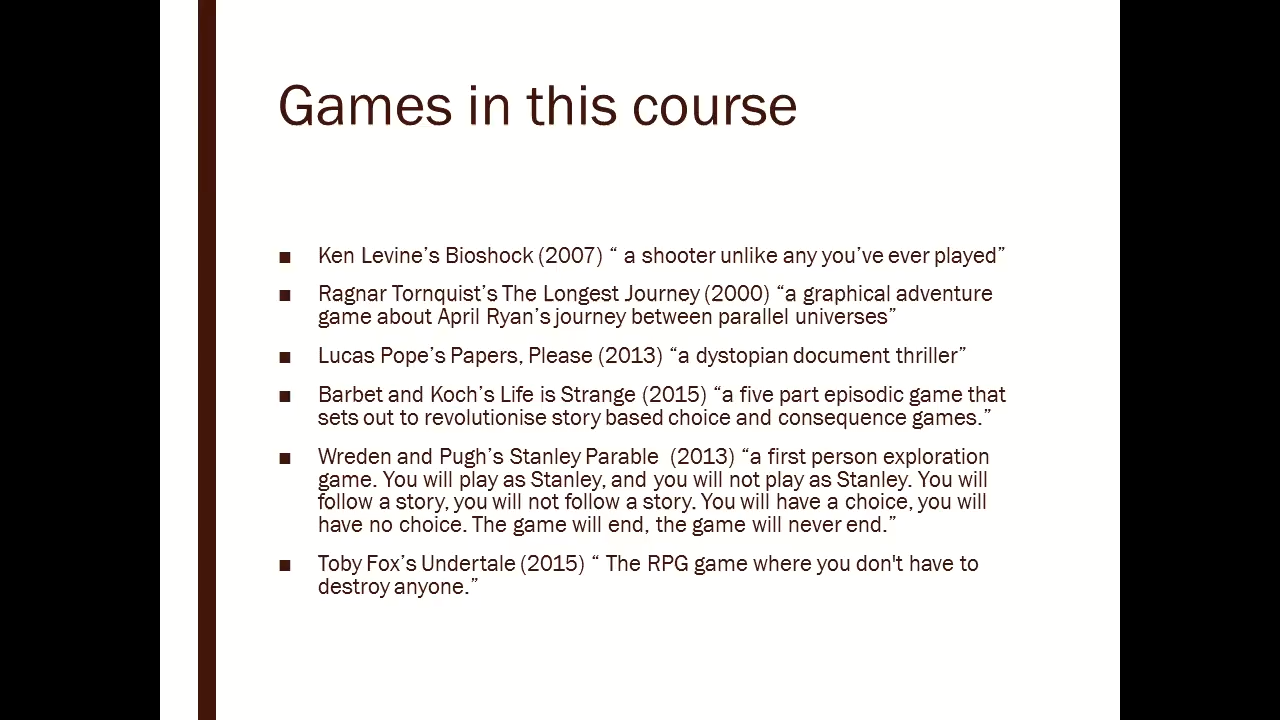 Games in this course
■ Ken Levine’s Bioshock (2007) “ a shooter unlike any you’ve ever played”
■ Ragnar Tornquist’s The Longest Journey (2000) “a graphical adventure
game about April Ryan’s journey between parallel universes”
■ Lucas Pope’s Papers, Please (2013) “a dystopian document thriller”
■ Barbet and Koch’s Life is Strange (2015) “a five part episodic game that
sets out to revolutionise story based choice and consequence games.”
■ Wreden and Pugh’s Stanley Parable  (2013) “a first person exploration
game. You will play as Stanley, and you will not play as Stanley. You will
follow a story, you will not follow a story. You will have a choice, you will
have no choice. The game will end, the game will never end.”
■ Toby Fox’s Undertale (2015) “ The RPG game where you don't have to
destroy anyone.”